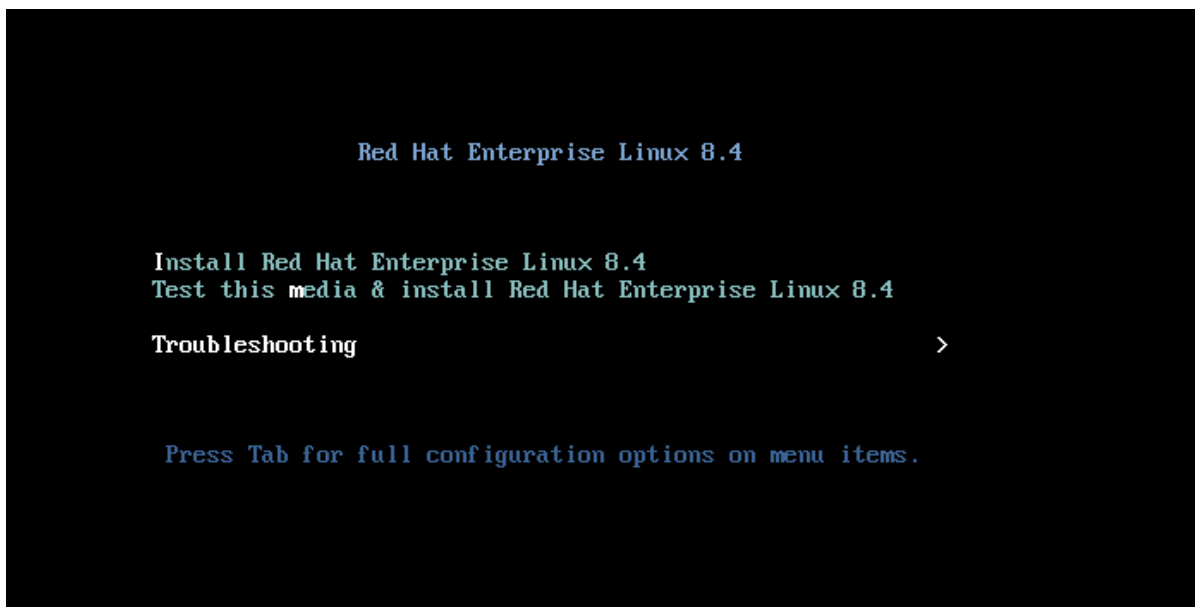 Red Hat Enterprise Linux 8.4
Install Red Hat Enterprise Linux 8.4
Test this media & install Red Hat Enterprise Linux 8.4
Troubleshooting >
Press Tab for full configuration options on menu items.